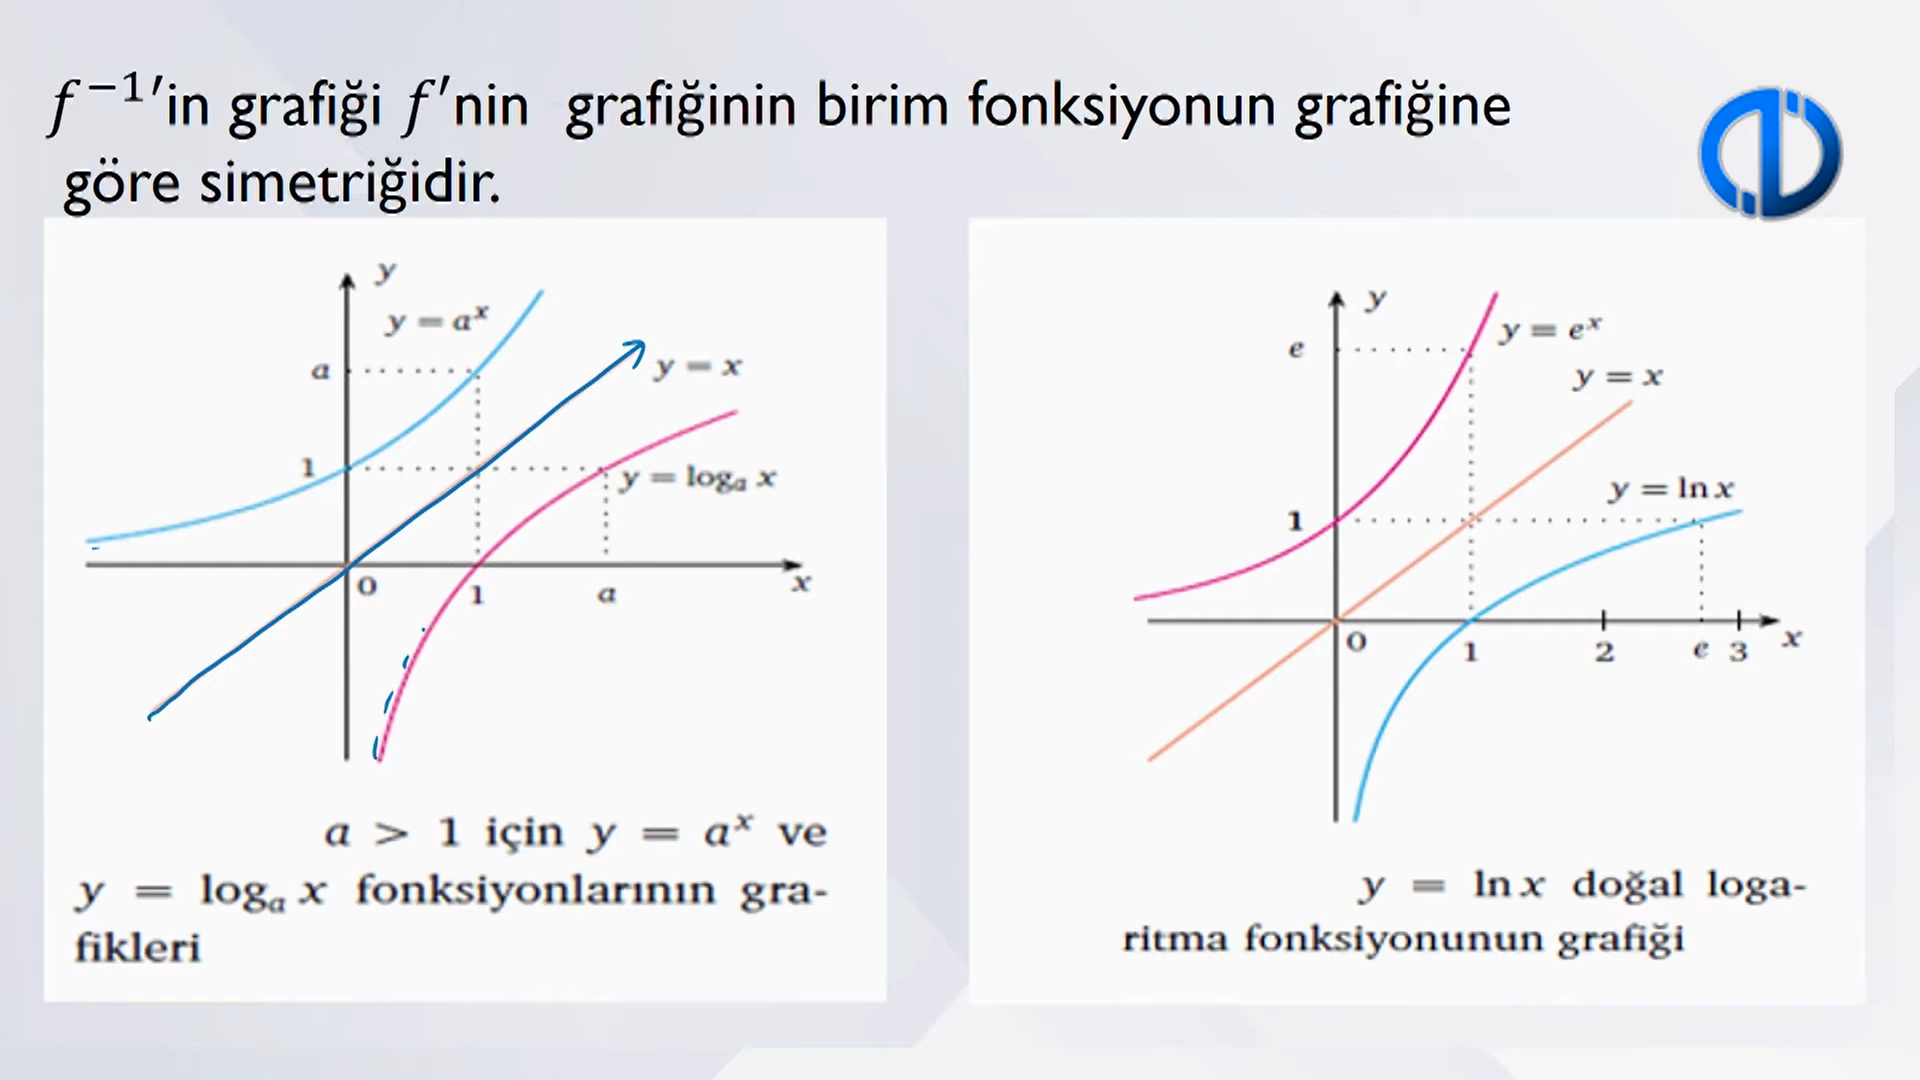 f⁻¹'in grafiği f'nin grafiğinin birim fonksiyonun grafiğine
göre simetriğidir.
y
y = aˣ
a
y = x
1
y = logₐ x
0
1
a
x
a > 1 için y = aˣ ve
y = logₐ x fonksiyonlarının gra-
fikleri
y
y = eˣ
e
y = x
y = ln x
1
0
1
2
e
3
x
y = ln x doğal loga-
ritma fonksiyonunun grafiği